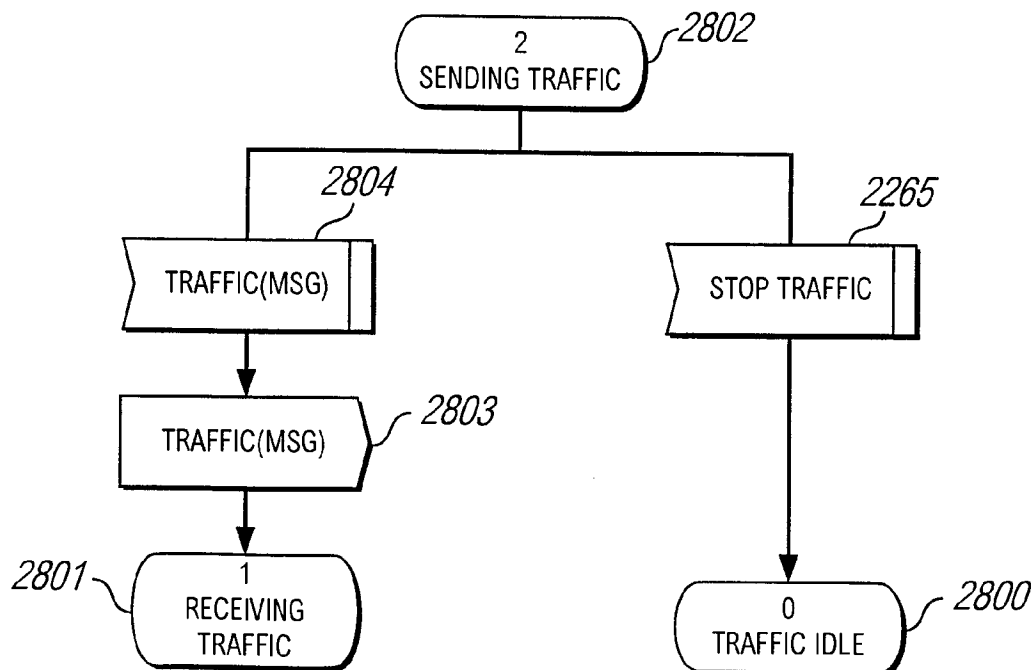 2
SENDING TRAFFIC
2802
2804
2265
TRAFFIC(MSG)
STOP TRAFFIC
TRAFFIC(MSG)
2803
2801
1
RECEIVING
TRAFFIC
0
TRAFFIC IDLE
2800